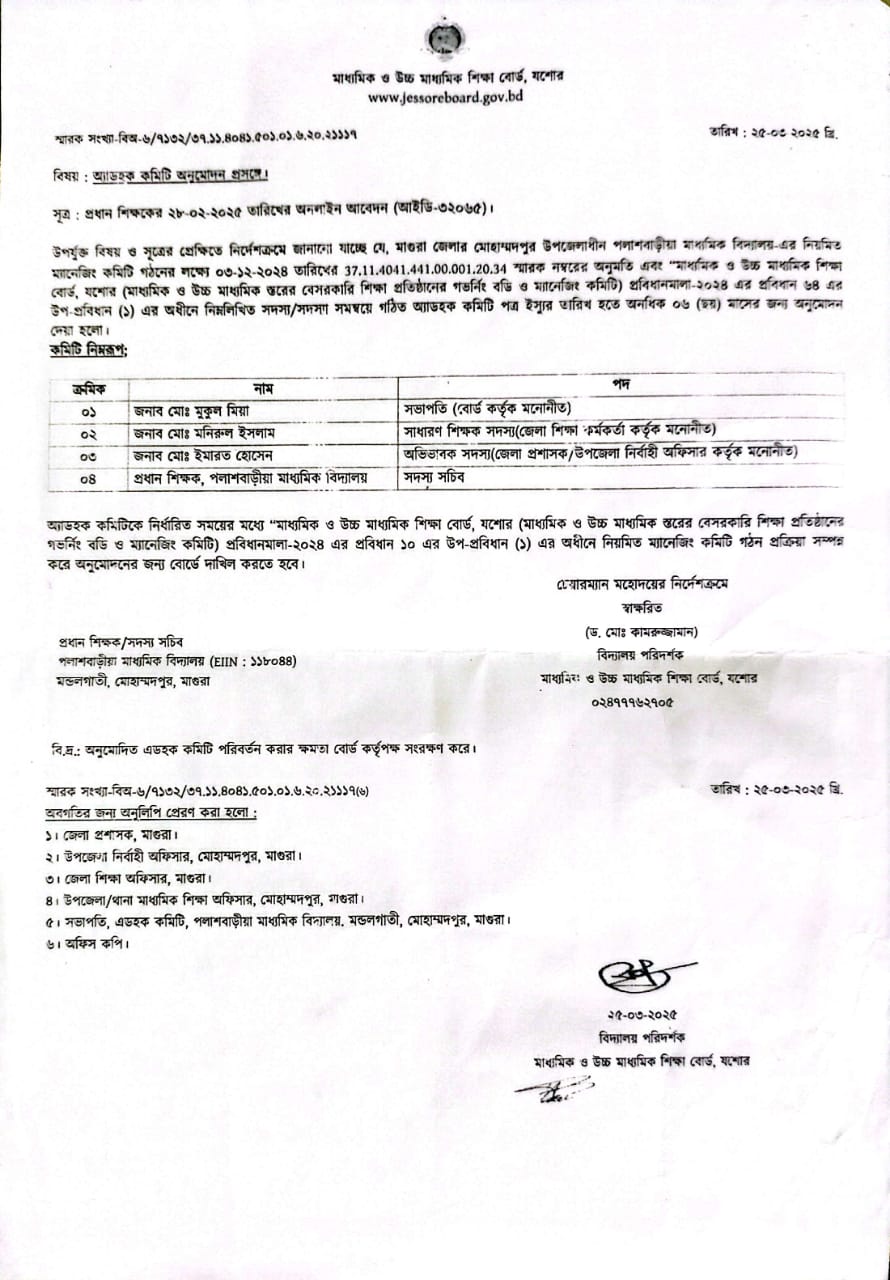 মাধ্যমিক ও উচ্চ মাধ্যমিক শিক্ষা বোর্ড, যশোর
www.jessoreboard.gov.bd
স্মারক সংখ্যা-বিঅ-৬/৭১৩২/৩৭.১১.৪০৪১.৫০১.০১.৬.২০.২১১১৭
তারিখ : ২৫-০৩-২০২৫ খ্রি.
বিষয় : অ্যাডহক কমিটি অনুমোদন প্রসঙ্গে।
সূত্র : প্রধান শিক্ষকের ২৮-০২-২০২৫ তারিখের অনলাইন আবেদন (আইডি-৩২০৬৫)।
উপর্যুক্ত বিষয় ও সূত্রের প্রেক্ষিতে নির্দেশক্রমে জানানো যাচ্ছে যে, মাগুরা জেলার মোহাম্মদপুর উপজেলাধীন পলাশবাড়ীয়া মাধ্যমিক বিদ্যালয়-এর নিয়মিত
ম্যানেজিং কমিটি গঠনের লক্ষ্যে ০৩-১২-২০২৪ তারিখের 37.11.4041.441.00.001.20.34 স্মারক নম্বরের অনুমতি এবং "মাধ্যমিক ও উচ্চ মাধ্যমিক শিক্ষা
বোর্ড, যশোর (মাধ্যমিক ও উচ্চ মাধ্যমিক স্তরের বেসরকারি শিক্ষা প্রতিষ্ঠানের গভর্নিং বডি ও ম্যানেজিং কমিটি) প্রবিধানমালা-২০২৪ এর প্রবিধান ৬৪ এর
উপ-প্রবিধান (১) এর অধীনে নিম্নলিখিত সদস্য/সদস্যা সমন্বয়ে গঠিত অ্যাডহক কমিটি পত্র ইস্যুর তারিখ হতে অনধিক ০৬ (ছয়) মাসের জন্য অনুমোদন
দেয়া হলো।
কমিটি নিম্নরূপ;
ক্রমিক নাম পদ
০১ জনাব মোঃ মুকুল মিয়া সভাপতি (বোর্ড কর্তৃক মনোনীত)
০২ জনাব মোঃ মনিরুল ইসলাম সাধারণ শিক্ষক সদস্য(জেলা শিক্ষা কর্মকর্তা কর্তৃক মনোনীত)
০৩ জনাব মোঃ ইমারত হোসেন অভিভাবক সদস্য(জেলা প্রশাসক/উপজেলা নির্বাহী অফিসার কর্তৃক মনোনীত)
০৪ প্রধান শিক্ষক, পলাশবাড়ীয়া মাধ্যমিক বিদ্যালয় সদস্য সচিব
অ্যাডহক কমিটিকে নির্ধারিত সময়ের মধ্যে "মাধ্যমিক ও উচ্চ মাধ্যমিক শিক্ষা বোর্ড, যশোর (মাধ্যমিক ও উচ্চ মাধ্যমিক স্তরের বেসরকারি শিক্ষা প্রতিষ্ঠানের
গভর্নিং বডি ও ম্যানেজিং কমিটি) প্রবিধানমালা-২০২৪ এর প্রবিধান ১০ এর উপ-প্রবিধান (১) এর অধীনে নিয়মিত ম্যানেজিং কমিটি গঠন প্রক্রিয়া সম্পন্ন
করে অনুমোদনের জন্য বোর্ডে দাখিল করতে হবে।
চেয়ারম্যান মহোদয়ের নির্দেশক্রমে
স্বাক্ষরিত
(ড. মোঃ কামরুজ্জামান)
বিদ্যালয় পরিদর্শক
মাধ্যমিক ও উচ্চ মাধ্যমিক শিক্ষা বোর্ড, যশোর
০২৪৭৭৭৬২৭০৫
প্রধান শিক্ষক/সদস্য সচিব
পলাশবাড়ীয়া মাধ্যমিক বিদ্যালয় (EIIN : ১১৮০৪৪)
মন্ডলগাতী, মোহাম্মদপুর, মাগুরা
বি.দ্র.: অনুমোদিত এডহক কমিটি পরিবর্তন করার ক্ষমতা বোর্ড কর্তৃপক্ষ সংরক্ষণ করে।
স্মারক সংখ্যা-বিঅ-৬/৭১৩২/৩৭.১১.৪০৪১.৫০১.০১.৬.২০.২১১১৭(৬)
তারিখ : ২৫-০৩-২০২৫ খ্রি.
অবগতির জন্য অনুলিপি প্রেরণ করা হলো :
১। জেলা প্রশাসক, মাগুরা।
২। উপজেলা নির্বাহী অফিসার, মোহাম্মদপুর, মাগুরা।
৩। জেলা শিক্ষা অফিসার, মাগুরা।
৪। উপজেলা/থানা মাধ্যমিক শিক্ষা অফিসার, মোহাম্মদপুর, মাগুরা।
৫। সভাপতি, এডহক কমিটি, পলাশবাড়ীয়া মাধ্যমিক বিদ্যালয়, মন্ডলগাতী, মোহাম্মদপুর, মাগুরা।
৬। অফিস কপি।
২৫-০৩-২০২৫
বিদ্যালয় পরিদর্শক
মাধ্যমিক ও উচ্চ মাধ্যমিক শিক্ষা বোর্ড, যশোর